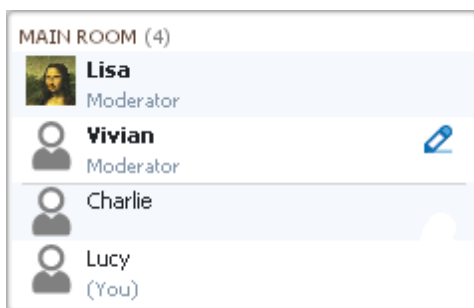 MAIN ROOM (4)
Lisa
Moderator
Vivian
Moderator
Charlie
Lucy
(You)